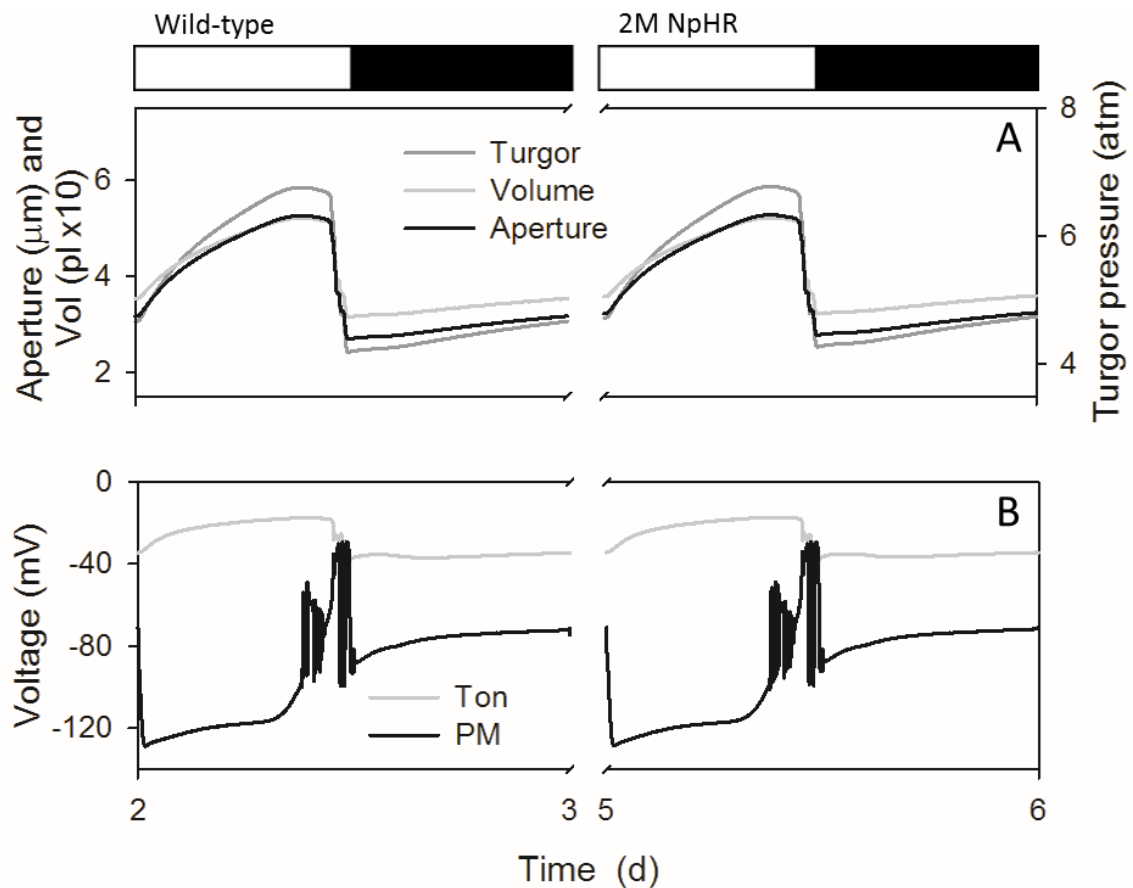 Wild-type
2M NpHR
A
Turgor
Volume
Aperture
Aperture (μm) and
Vol (pl x10)
6
4
2
8
6
4
Turgor pressure (atm)
B
Ton
PM
Voltage (mV)
0
-40
-80
-120
2
3
5
6
Time (d)